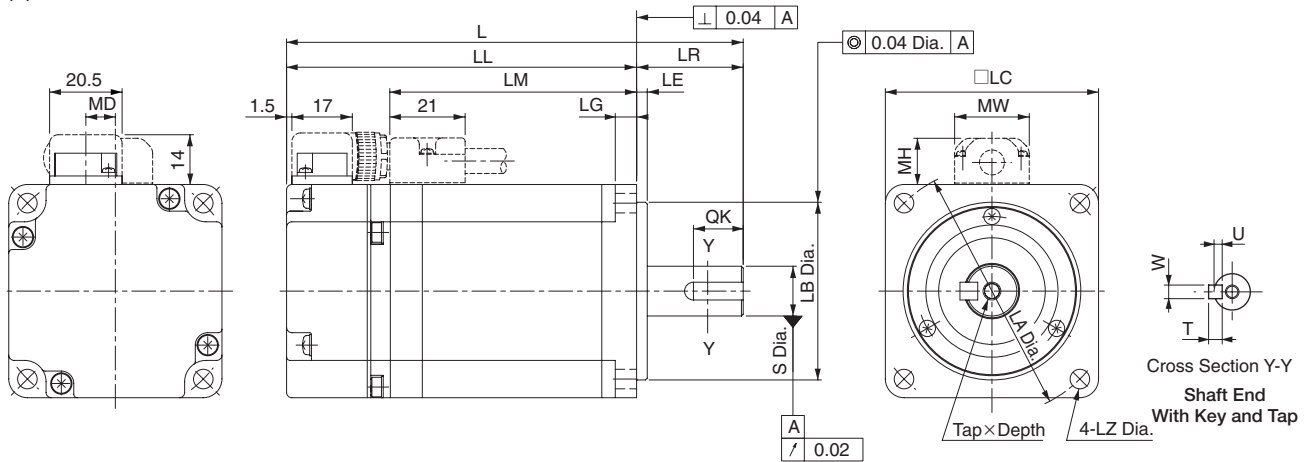 L
⊥ 0.04 A
LL
LR
◎ 0.04 Dia. A
20.5
MD
LM
LE
□LC
1.5
17
21
LG
MW
14
MH
QK
Y
U
W
LB Dia.
LA Dia.
T
S Dia.
Y
Cross Section Y-Y
Shaft End
With Key and Tap
Tap×Depth
4-LZ Dia.
A
↗ 0.02